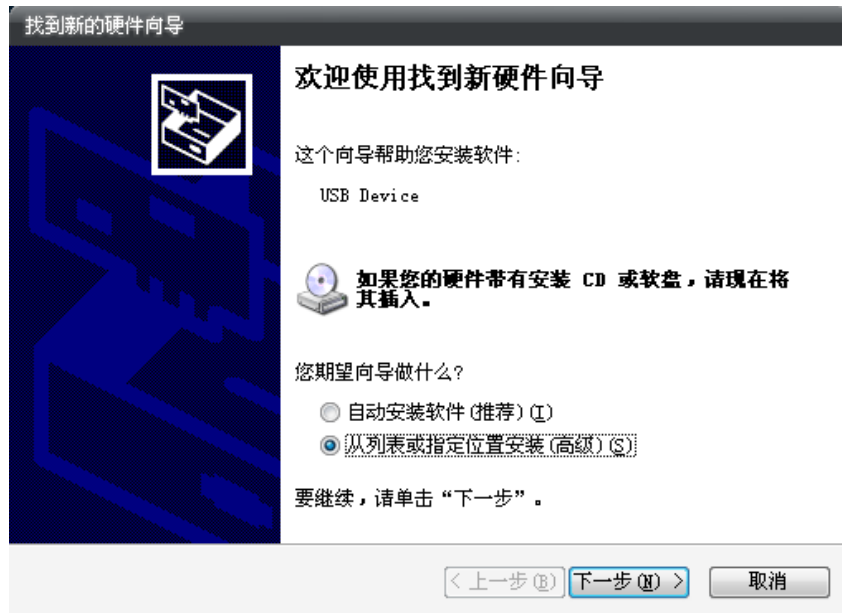 找到新的硬件向导
欢迎使用找到新硬件向导
这个向导帮助您安装软件:
USB Device
如果您的硬件带有安装 CD 或软盘，请现在将
其插入。
您期望向导做什么?
自动安装软件(推荐)(I)
从列表或指定位置安装(高级)(S)
要继续，请单击“下一步”。
< 上一步(B) 下一步(N) > 取消